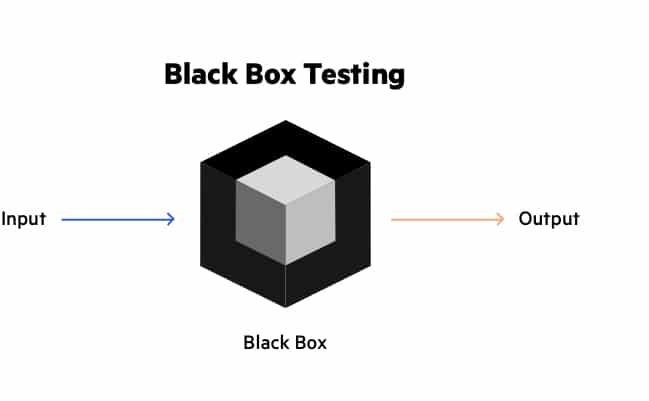 Black Box Testing
Input
Output
Black Box